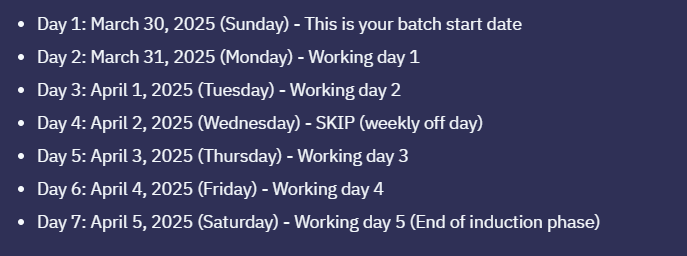 • Day 1: March 30, 2025 (Sunday) - This is your batch start date
• Day 2: March 31, 2025 (Monday) - Working day 1
• Day 3: April 1, 2025 (Tuesday) - Working day 2
• Day 4: April 2, 2025 (Wednesday) - SKIP (weekly off day)
• Day 5: April 3, 2025 (Thursday) - Working day 3
• Day 6: April 4, 2025 (Friday) - Working day 4
• Day 7: April 5, 2025 (Saturday) - Working day 5 (End of induction phase)